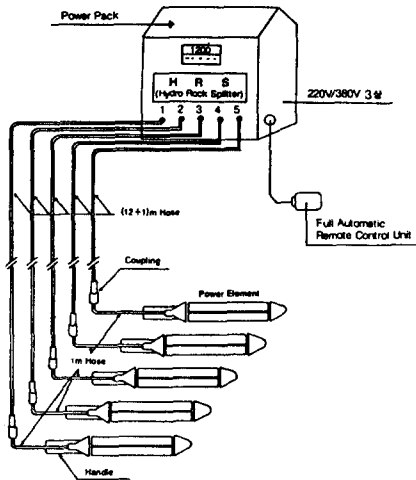 Power Pack
1200
H R S
(Hydro Rock Splitter)
1 2 3 4 5
220V/380V 3상
(12+1)m Hose
Full Automatic
Remote Control Unit
Coupling
Power Element
1m Hose
Handle